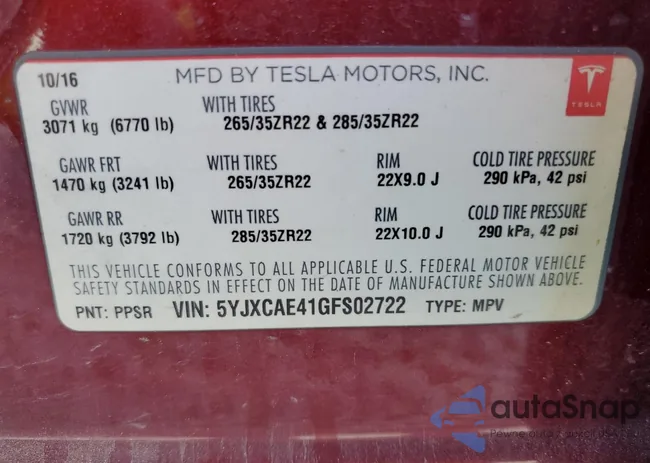 10/16 MFD BY TESLA MOTORS, INC.
TESLA
GVWR WITH TIRES
3071 kg (6770 lb) 265/35ZR22 & 285/35ZR22
GAWR FRT WITH TIRES RIM COLD TIRE PRESSURE
1470 kg (3241 lb) 265/35ZR22 22X9.0 J 290 kPa, 42 psi
GAWR RR WITH TIRES RIM COLD TIRE PRESSURE
1720 kg (3792 lb) 285/35ZR22 22X10.0 J 290 kPa, 42 psi
THIS VEHICLE CONFORMS TO ALL APPLICABLE U.S. FEDERAL MOTOR VEHICLE
SAFETY STANDARDS IN EFFECT ON THE DATE OF MANUFACTURE SHOWN ABOVE.
PNT: PPSR VIN: 5YJXCAE41GFS02722 TYPE: MPV
autaSnap